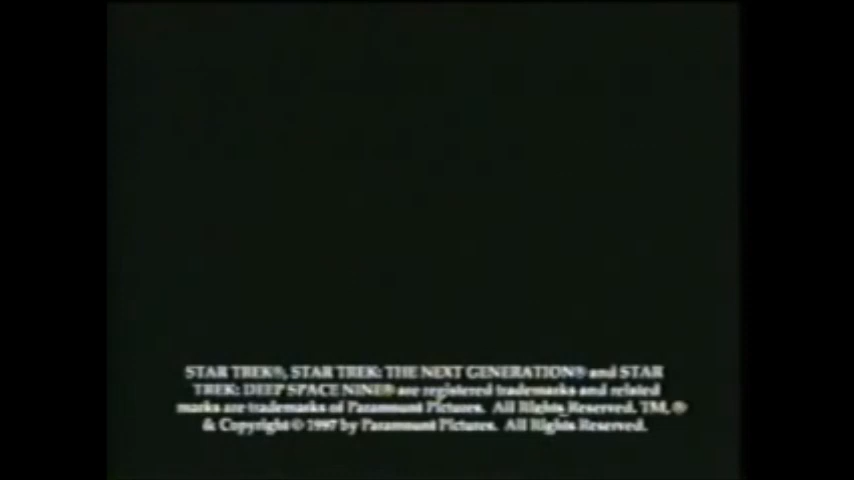 STAR TREK®, STAR TREK: THE NEXT GENERATION® and STAR
TREK: DEEP SPACE NINE® are registered trademarks and related
marks are trademarks of Paramount Pictures. All Rights Reserved. TM, ®
& Copyright © 1997 by Paramount Pictures. All Rights Reserved.